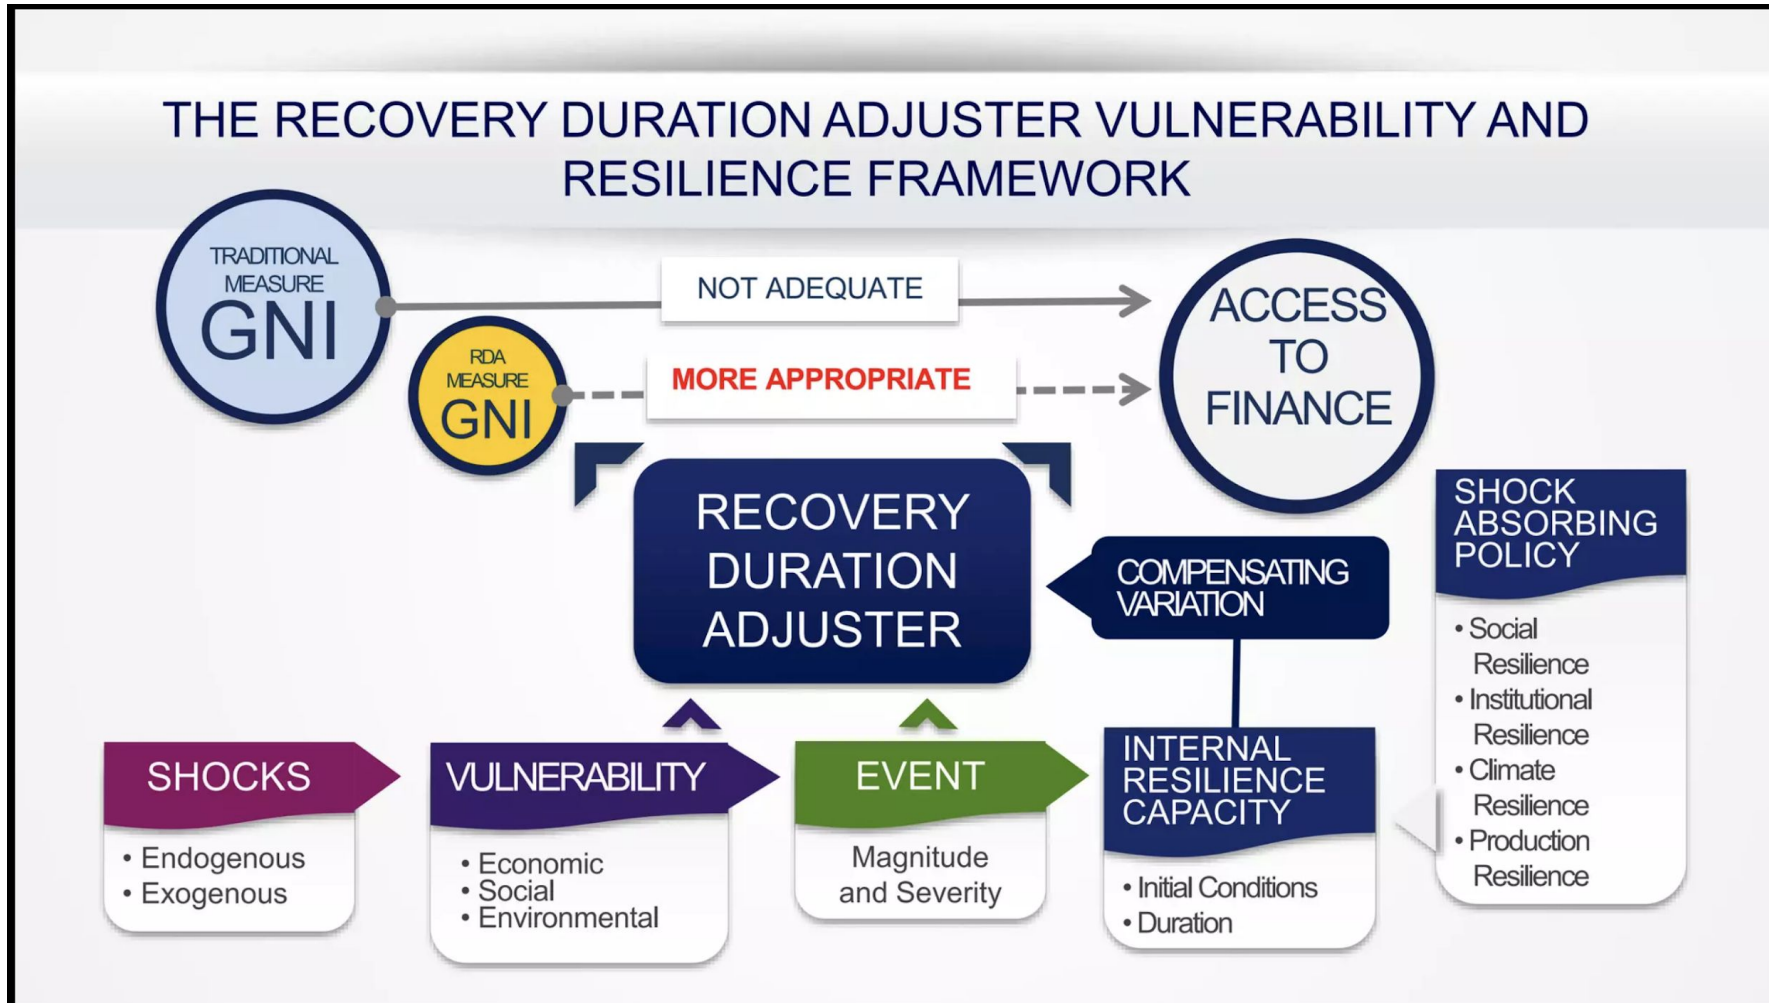 THE RECOVERY DURATION ADJUSTER VULNERABILITY AND
RESILIENCE FRAMEWORK
TRADITIONAL
MEASURE
GNI
NOT ADEQUATE
RDA
MEASURE
GNI
MORE APPROPRIATE
ACCESS
TO
FINANCE
RECOVERY
DURATION
ADJUSTER
COMPENSATING
VARIATION
SHOCK
ABSORBING
POLICY
• Social
Resilience
• Institutional
Resilience
• Climate
Resilience
• Production
Resilience
SHOCKS
• Endogenous
• Exogenous
VULNERABILITY
• Economic
• Social
• Environmental
EVENT
Magnitude
and Severity
INTERNAL
RESILIENCE
CAPACITY
• Initial Conditions
• Duration